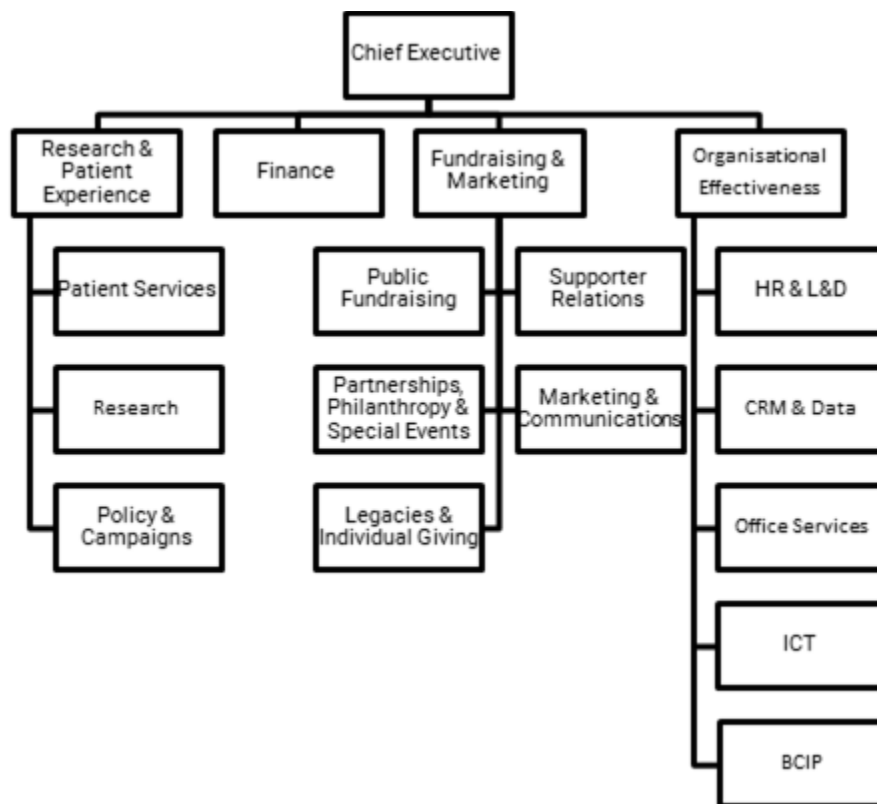 Chief Executive
Research &
Patient
Experience
Finance
Fundraising &
Marketing
Organisational
Effectiveness
Patient Services
Public
Fundraising
Supporter
Relations
HR & L&D
Research
Partnerships,
Philanthropy &
Special Events
Marketing &
Communications
CRM & Data
Policy &
Campaigns
Legacies &
Individual Giving
Office Services
ICT
BCIP